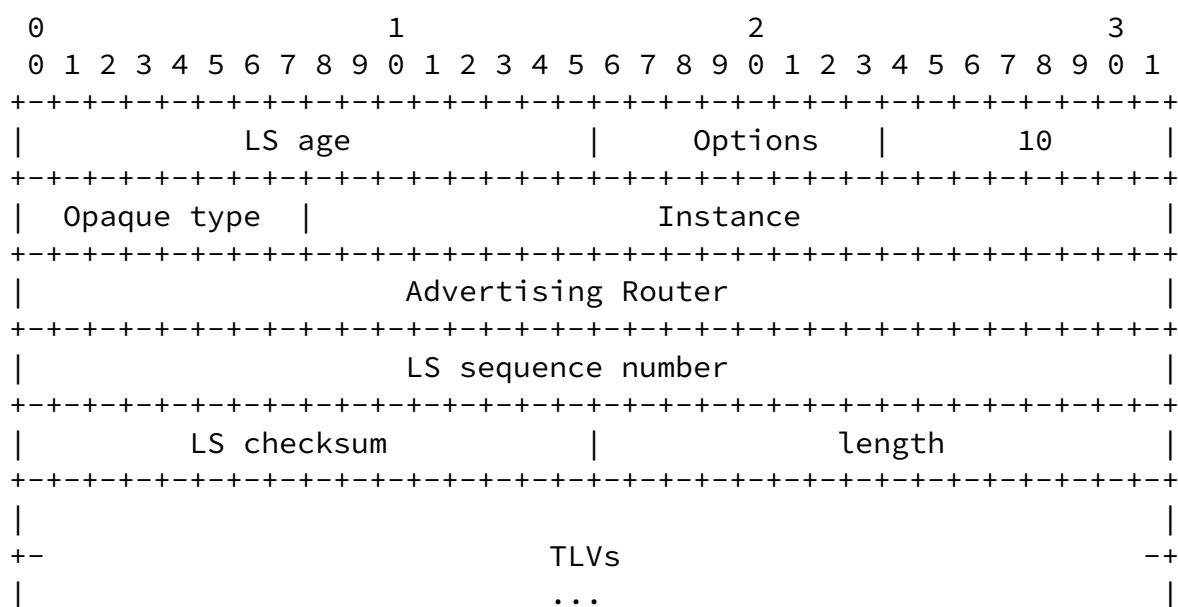 0                   1                   2                   3
 0 1 2 3 4 5 6 7 8 9 0 1 2 3 4 5 6 7 8 9 0 1 2 3 4 5 6 7 8 9 0 1
+-+-+-+-+-+-+-+-+-+-+-+-+-+-+-+-+-+-+-+-+-+-+-+-+-+-+-+-+-+-+-+-+
|            LS age             |     Options   |       10      |
+-+-+-+-+-+-+-+-+-+-+-+-+-+-+-+-+-+-+-+-+-+-+-+-+-+-+-+-+-+-+-+-+
|  Opaque type  |                   Instance                    |
+-+-+-+-+-+-+-+-+-+-+-+-+-+-+-+-+-+-+-+-+-+-+-+-+-+-+-+-+-+-+-+-+
|                     Advertising Router                        |
+-+-+-+-+-+-+-+-+-+-+-+-+-+-+-+-+-+-+-+-+-+-+-+-+-+-+-+-+-+-+-+-+
|                     LS sequence number                        |
+-+-+-+-+-+-+-+-+-+-+-+-+-+-+-+-+-+-+-+-+-+-+-+-+-+-+-+-+-+-+-+-+
|         LS checksum           |             length            |
+-+-+-+-+-+-+-+-+-+-+-+-+-+-+-+-+-+-+-+-+-+-+-+-+-+-+-+-+-+-+-+-+
|                                                               |
+-                            TLVs                             -+
|                             ...                               |